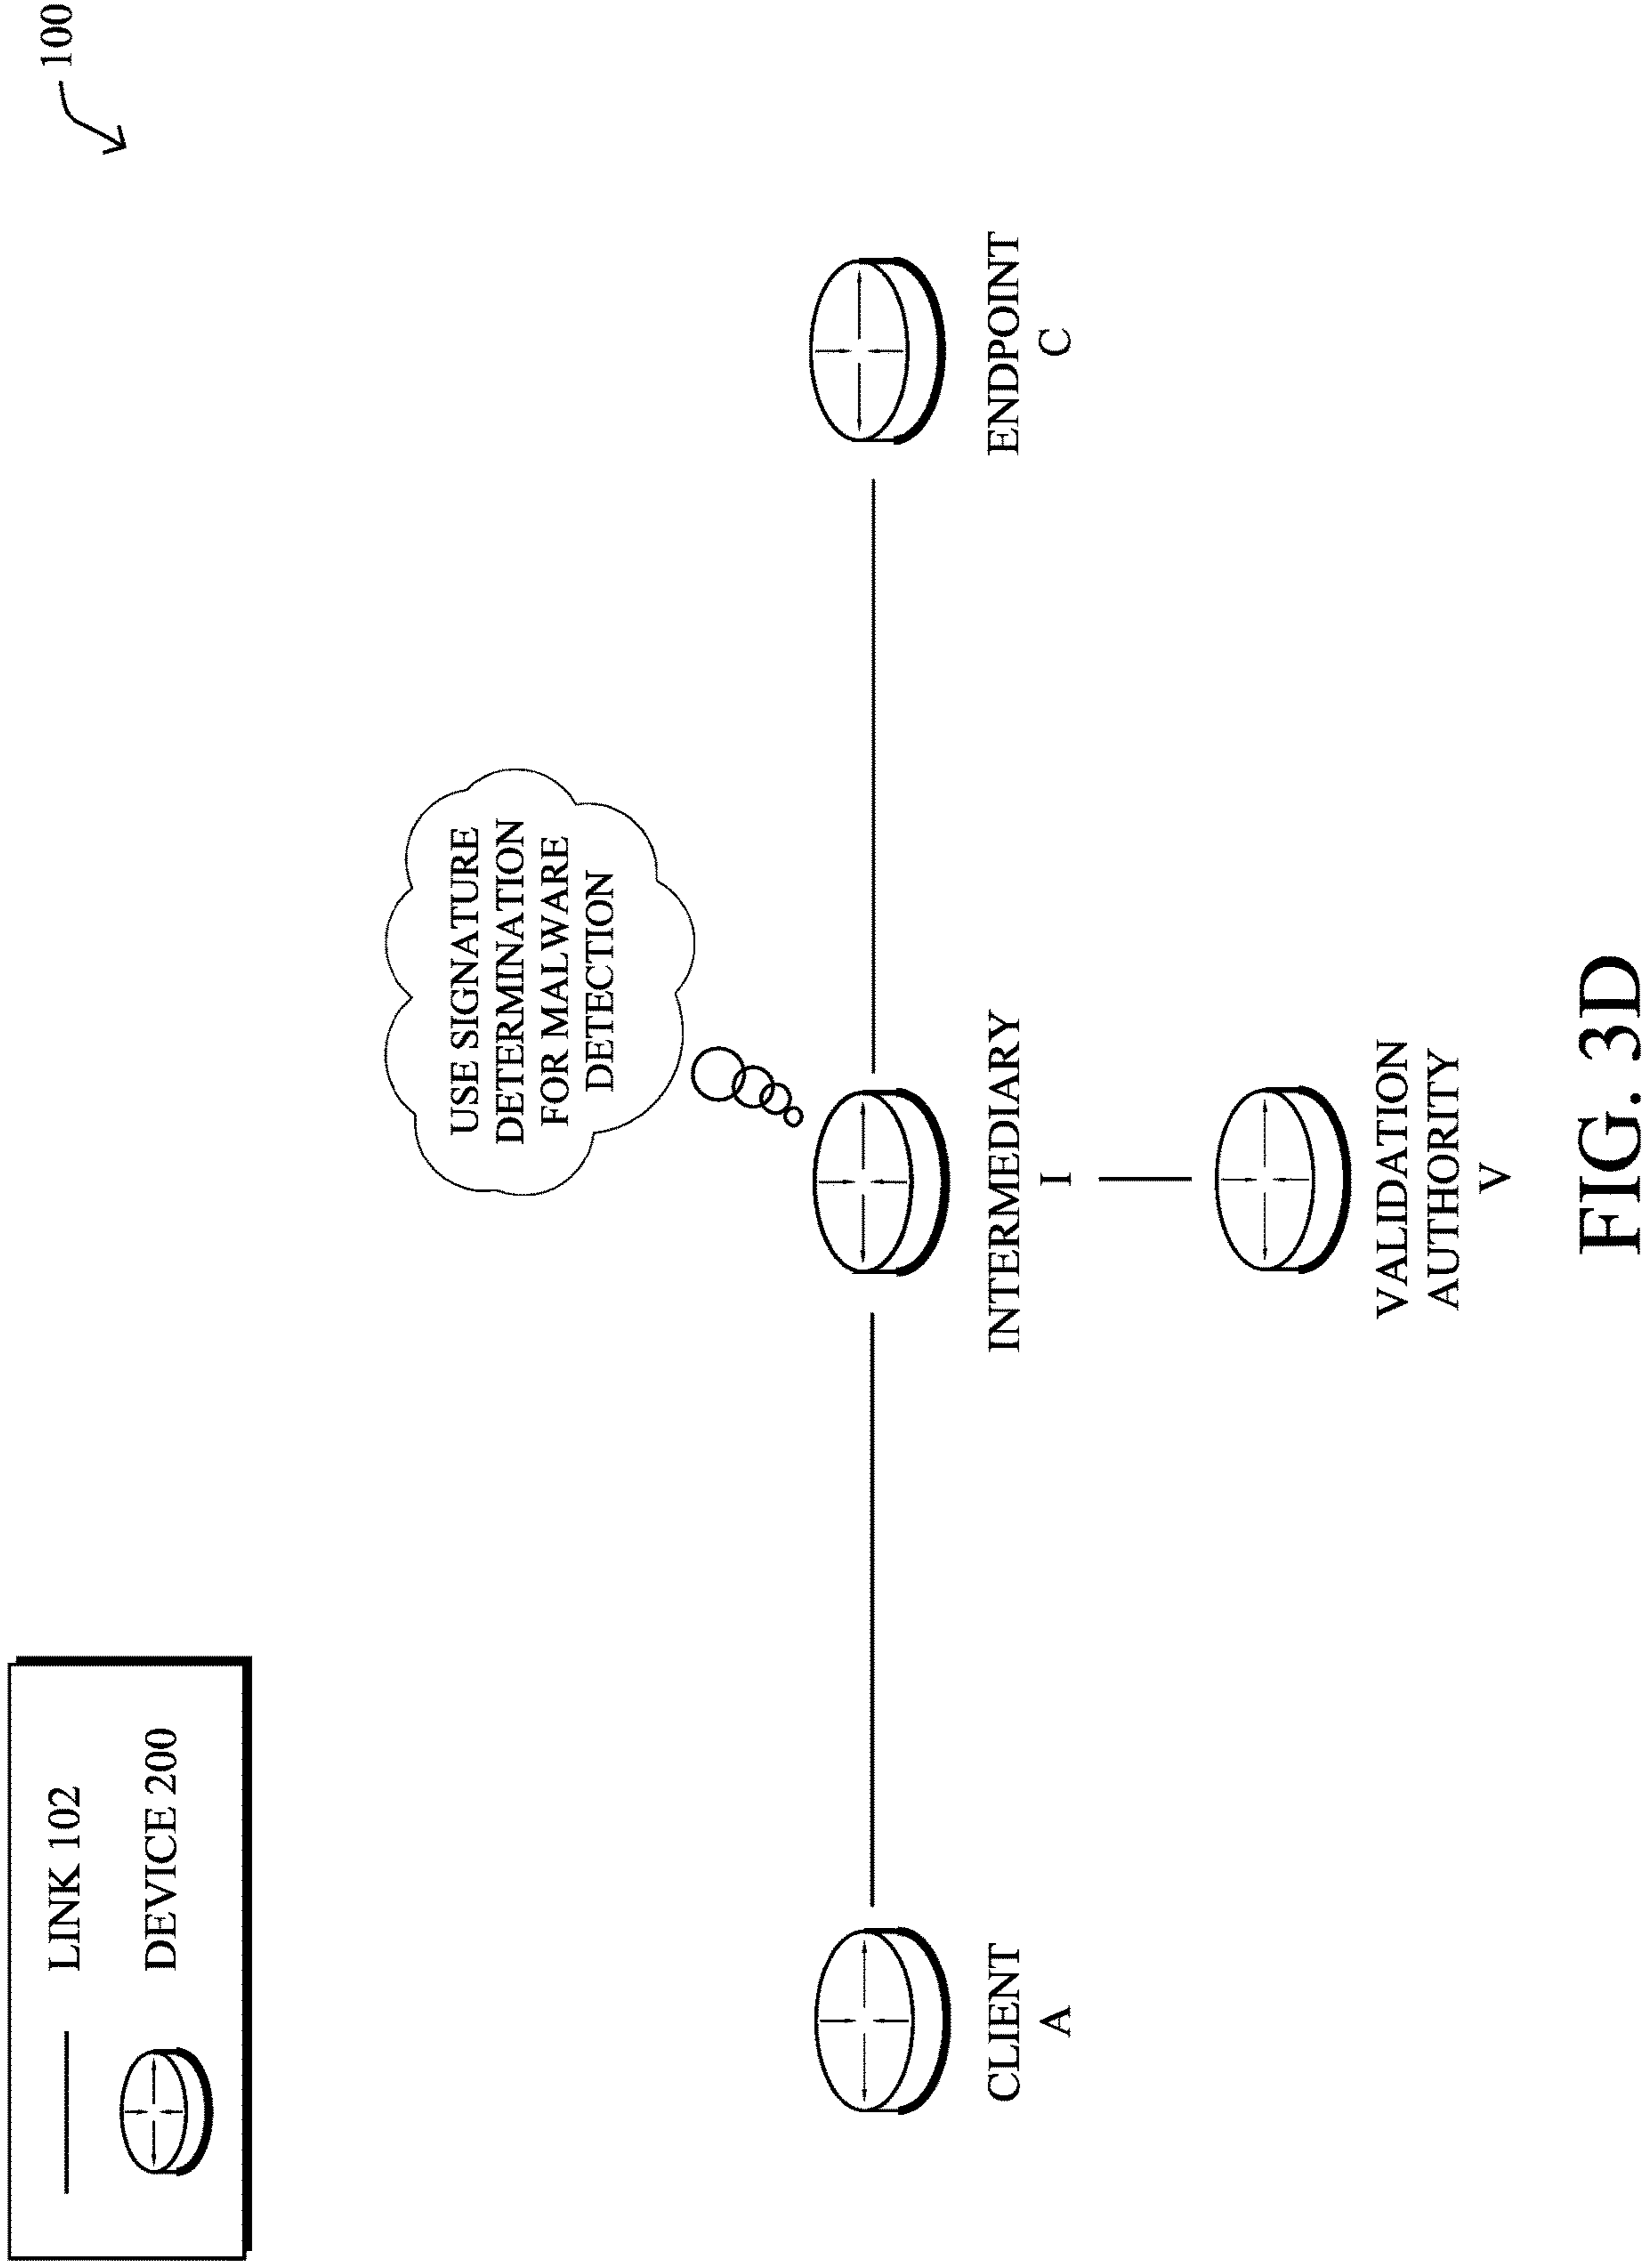 100
LINK 102
DEVICE 200
USE SIGNATURE
DETERMINATION
FOR MALWARE
DETECTION
CLIENT
A
INTERMEDIARY
I
ENDPOINT
C
VALIDATION
AUTHORITY
V
FIG. 3D